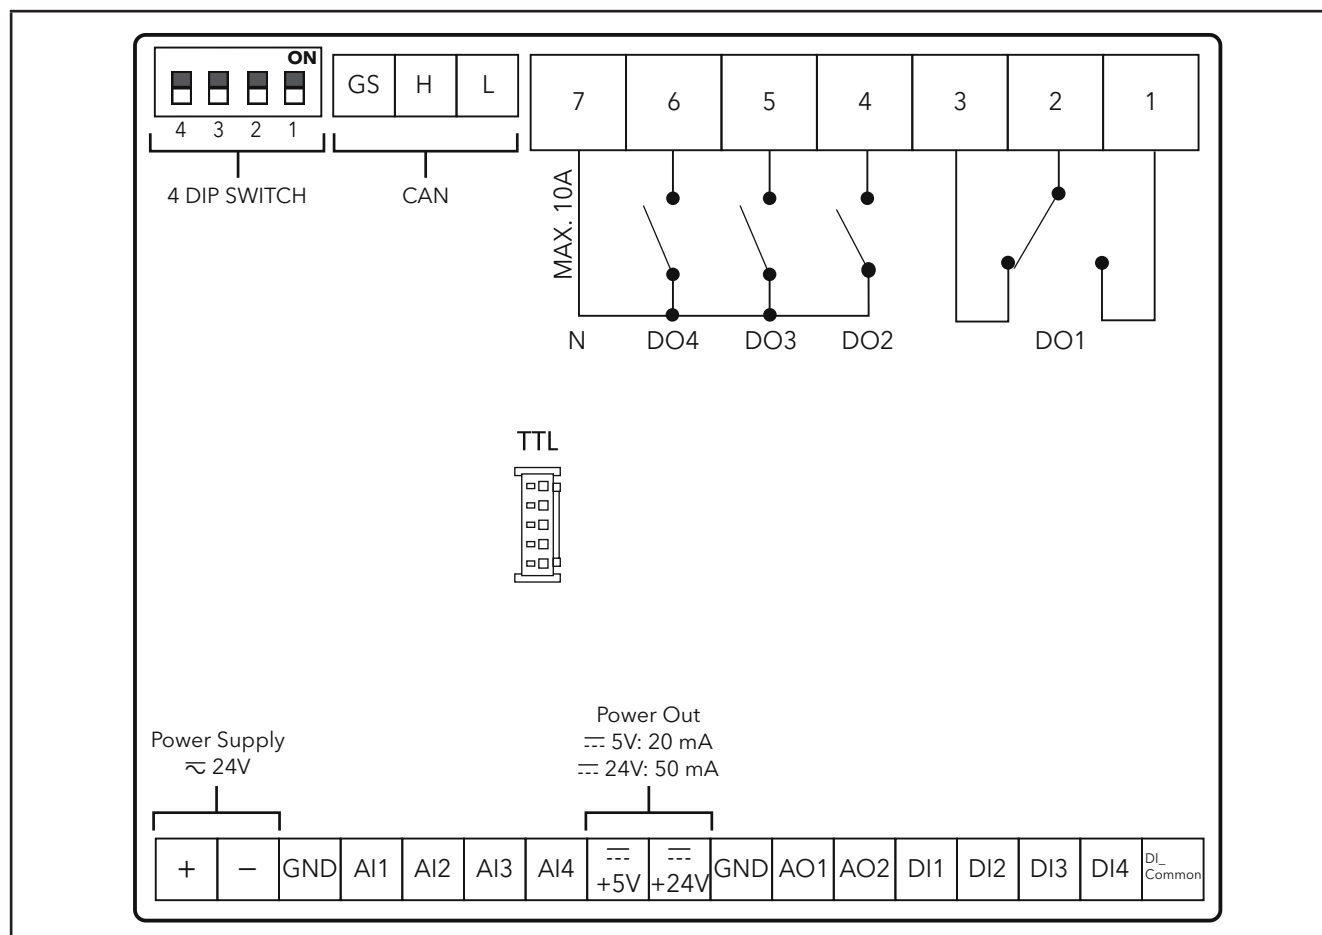 ON
4 3 2 1
4 DIP SWITCH
GS H L
CAN
7 6 5 4 3 2 1
MAX. 10A
N DO4 DO3 DO2 DO1
TTL
Power Supply
24V
Power Out
5V: 20 mA
24V: 50 mA
+ − GND AI1 AI2 AI3 AI4 +5V +24V GND AO1 AO2 DI1 DI2 DI3 DI4 DI_
Common